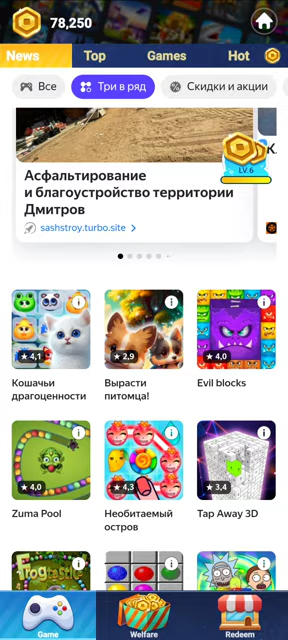 78,250
News Top Games Hot
Все Три в ряд Скидки и акции
Асфальтирование
и благоустройство территории
Дмитров
sashstroy.turbo.site
LV.6
4,1 2,9 4,0
Кошачьи
драгоценности
Вырасти
питомца!
Evil blocks
4,0 4,3 3,4
Zuma Pool
Необитаемый
остров
Tap Away 3D
Frogtastic
Game Welfare Redeem